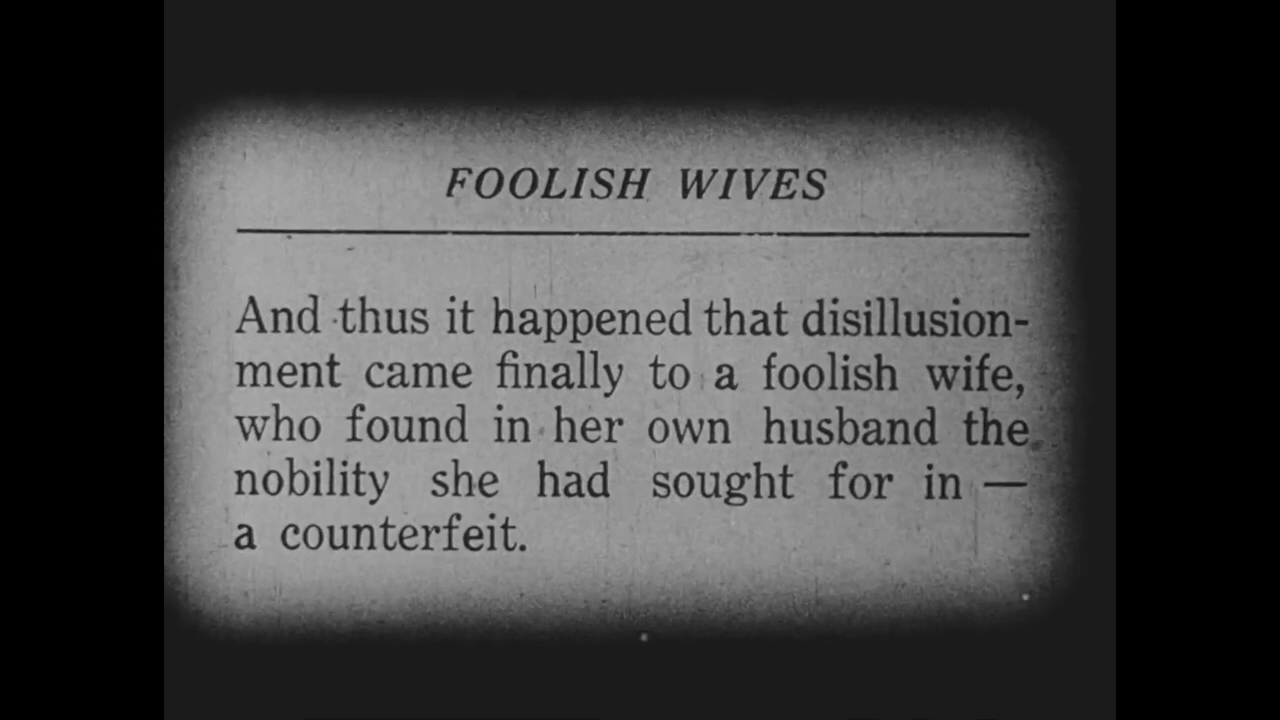 FOOLISH WIVES
And thus it happened that disillusion-
ment came finally to a foolish wife,
who found in her own husband the
nobility she had sought for in —
a counterfeit.